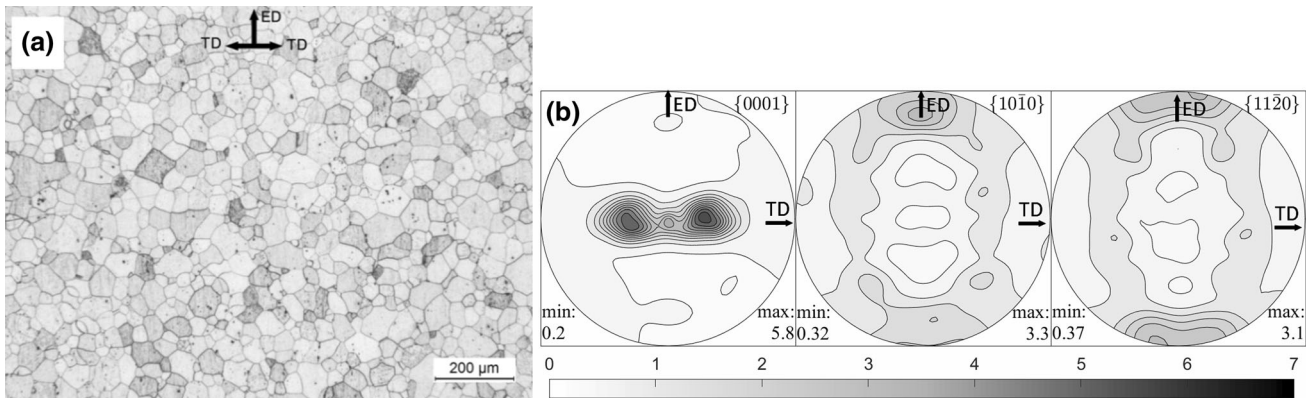 (a)
ED
TD TD
200 µm
(b)
ED
{0001}
TD
min:
0.2
max:
5.8
ED
{101̄0}
TD
min:
0.32
max:
3.3
ED
{112̄0}
TD
min:
0.37
max:
3.1
0 1 2 3 4 5 6 7